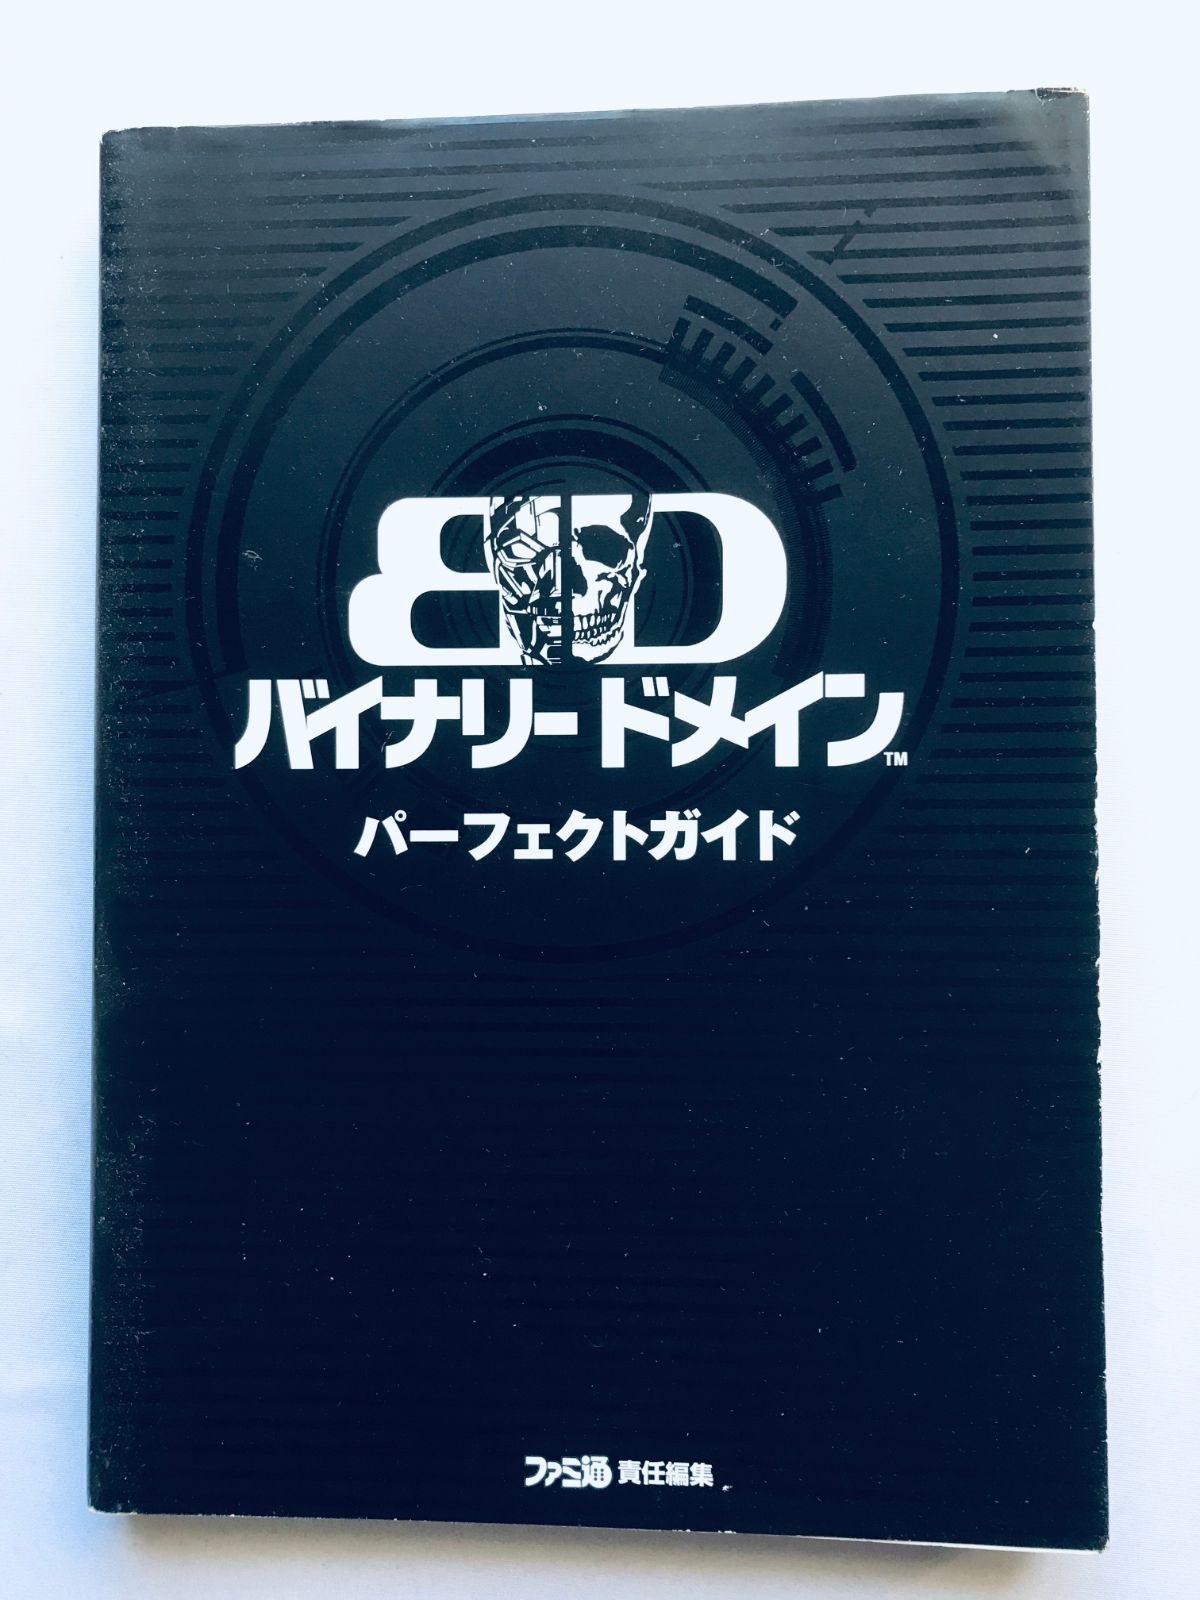 BD
バイナリー ドメイン™
パーフェクトガイド
ファミ通 責任編集